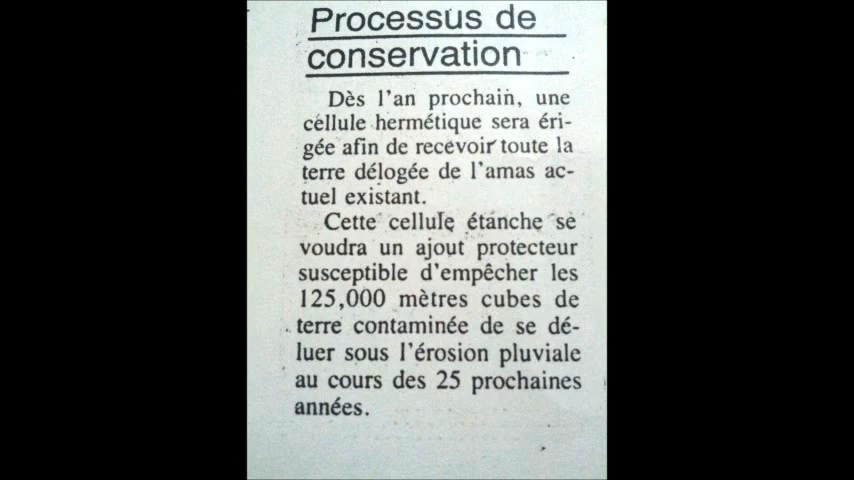 Processus de
conservation
Dès l'an prochain, une
cellule hermétique sera éri-
gée afin de recevoir toute la
terre délogée de l'amas ac-
tuel existant.
Cette cellule étanche se
voudra un ajout protecteur
susceptible d'empêcher les
125,000 mètres cubes de
terre contaminée de se dé-
luer sous l'érosion pluviale
au cours des 25 prochaines
années.